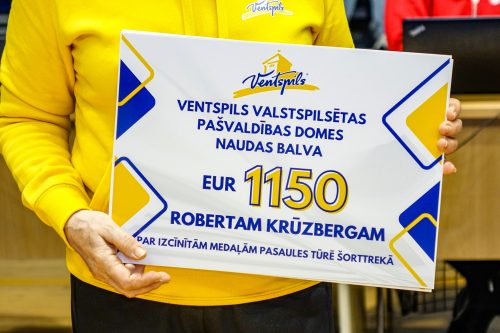 Ventspils
Ventspils
VENTSPILS VALSTSPILSĒTAS
PAŠVALDĪBAS DOMES
NAUDAS BALVA
EUR 1150
ROBERTAM KRŪZBERGAM
PAR IZCĪNĪTĀM MEDAĻĀM PASAULES TŪRĒ ŠORTTREKĀ